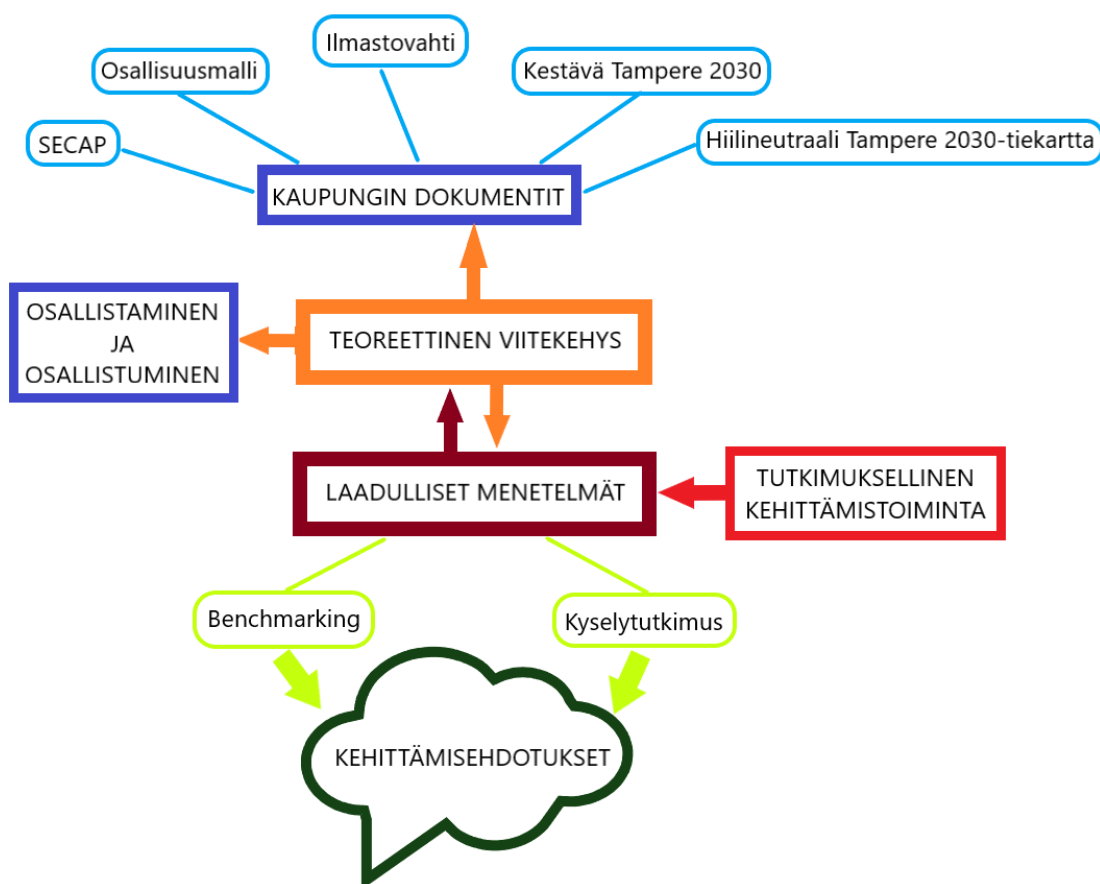 Ilmastovahti
Osallisuusmalli
Kestävä Tampere 2030
SECAP
Hiilineutraali Tampere 2030-tiekartta
KAUPUNGIN DOKUMENTIT
OSALLISTAMINEN
JA
OSALLISTUMINEN
TEOREETTINEN VIITEKEHYS
LAADULLISET MENETELMÄT
TUTKIMUKSELLINEN
KEHITTÄMISTOIMINTA
Benchmarking
Kyselytutkimus
KEHITTÄMISEHDOTUKSET